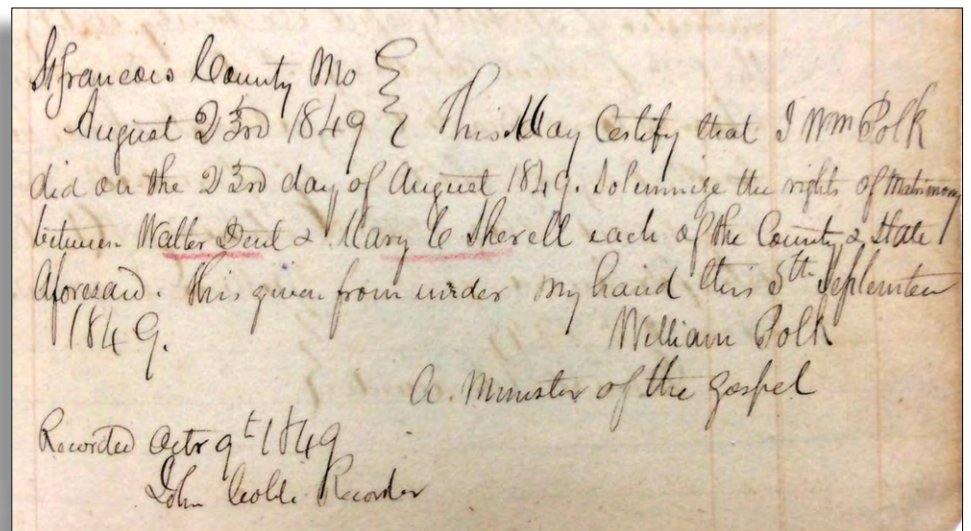 St francois County Mo
August 23rd 1849 This May Certify that I Wm Polk
did on the 23rd day of August 1849. Solemnize the rights of Matrimony
between Walter Deul & Mary C Sherell each of the County & State
Aforesaid. This given from under my hand this 5th September
1849.
William Polk
A. Minister of the gospel
Recorded Octr 9t 1849
John Cobbe Recorder